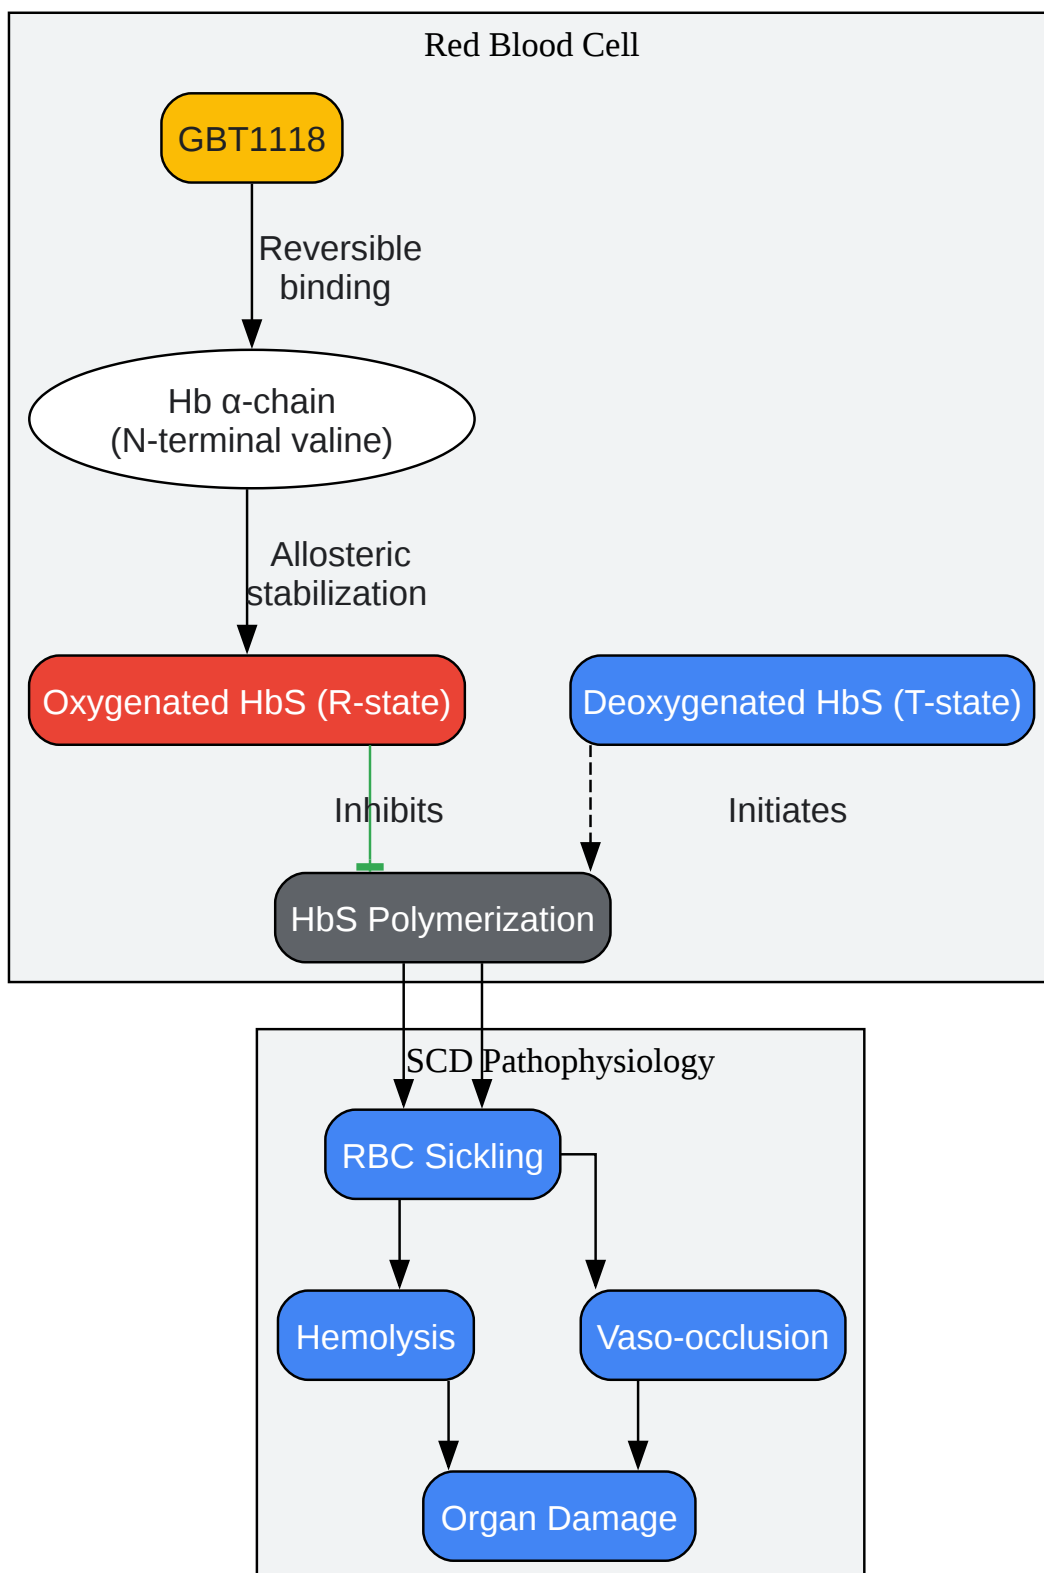 Red Blood Cell
GBT1118
Reversible
binding
Hb α-chain
(N-terminal valine)
Allosteric
stabilization
Oxygenated HbS (R-state)
Deoxygenated HbS (T-state)
Inhibits
Initiates
HbS Polymerization
SCD Pathophysiology
RBC Sickling
Hemolysis
Vaso-occlusion
Organ Damage